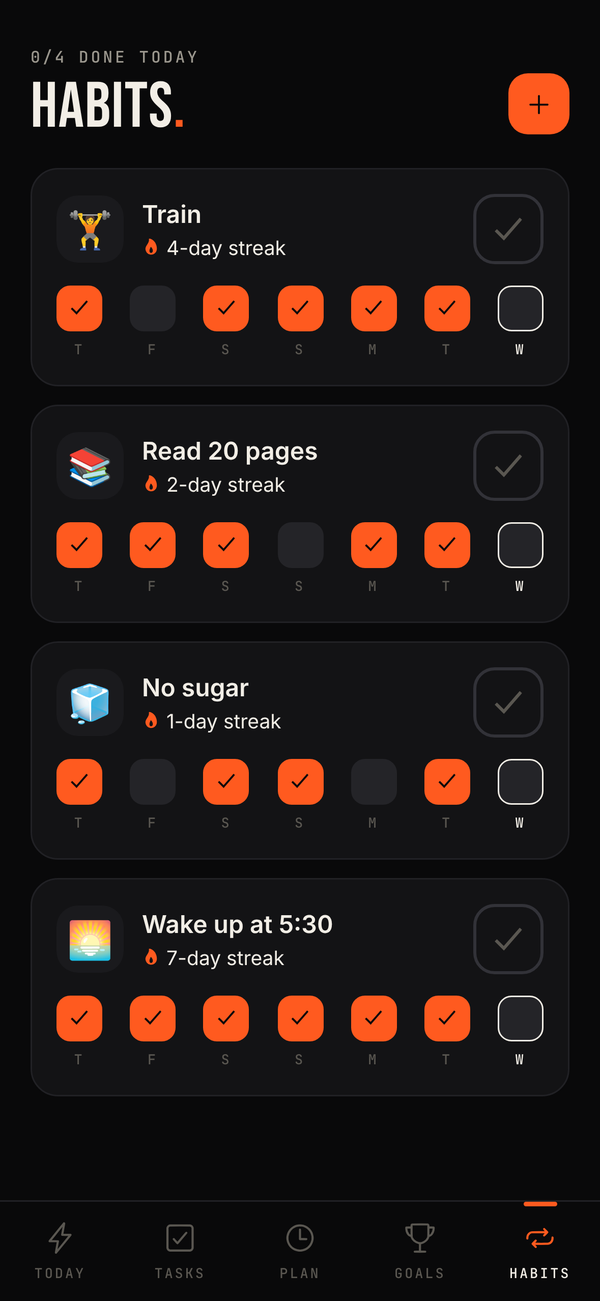 0/4 DONE TODAY
HABITS.
Train
4-day streak
T F S S M T W
Read 20 pages
2-day streak
T F S S M T W
No sugar
1-day streak
T F S S M T W
Wake up at 5:30
7-day streak
T F S S M T W
TODAY TASKS PLAN GOALS HABITS